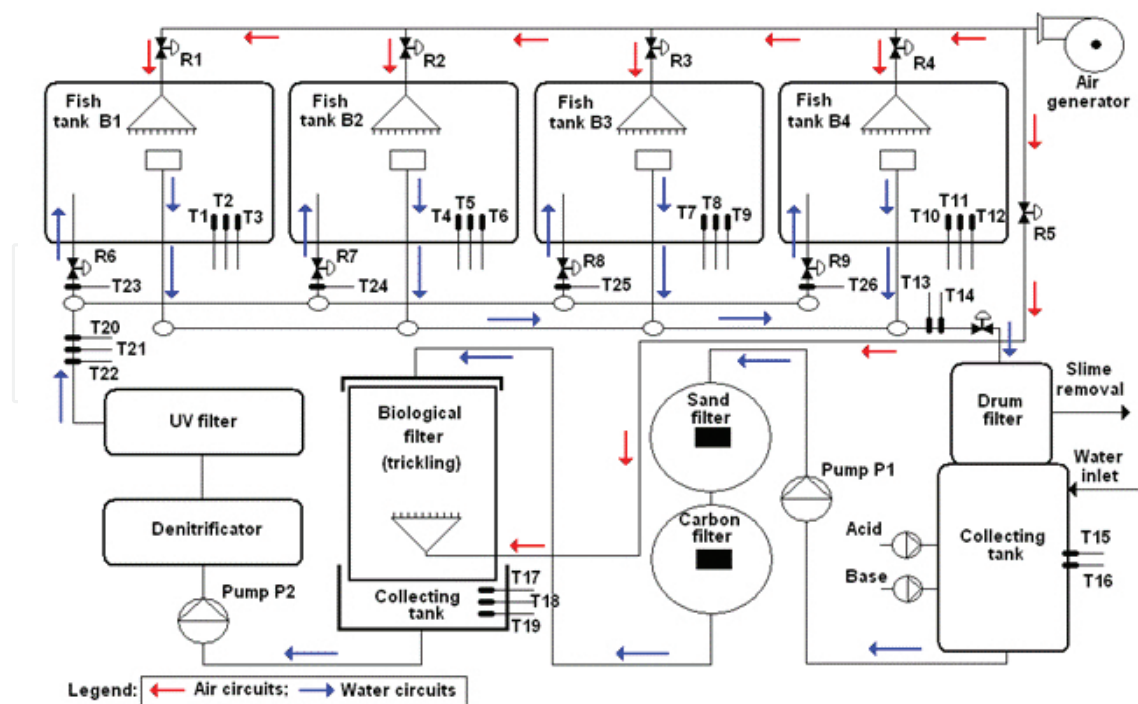 R1
R2
R3
R4
Air
generator
Fish
tank B1
Fish
tank B2
Fish
tank B3
Fish
tank B4
T1
T2
T3
T4
T5
T6
T7
T8
T9
T10
T11
T12
R5
R6
R7
R8
R9
T23
T24
T25
T26
T13
T14
T20
T21
T22
UV filter
Denitrificator
Pump P2
Biological
filter
(trickling)
Collecting
tank
T17
T18
T19
Sand
filter
Carbon
filter
Pump P1
Drum
filter
Slime
removal
Water
inlet
Acid
Base
Collecting
tank
T15
T16
Legend:
Air circuits;
Water circuits